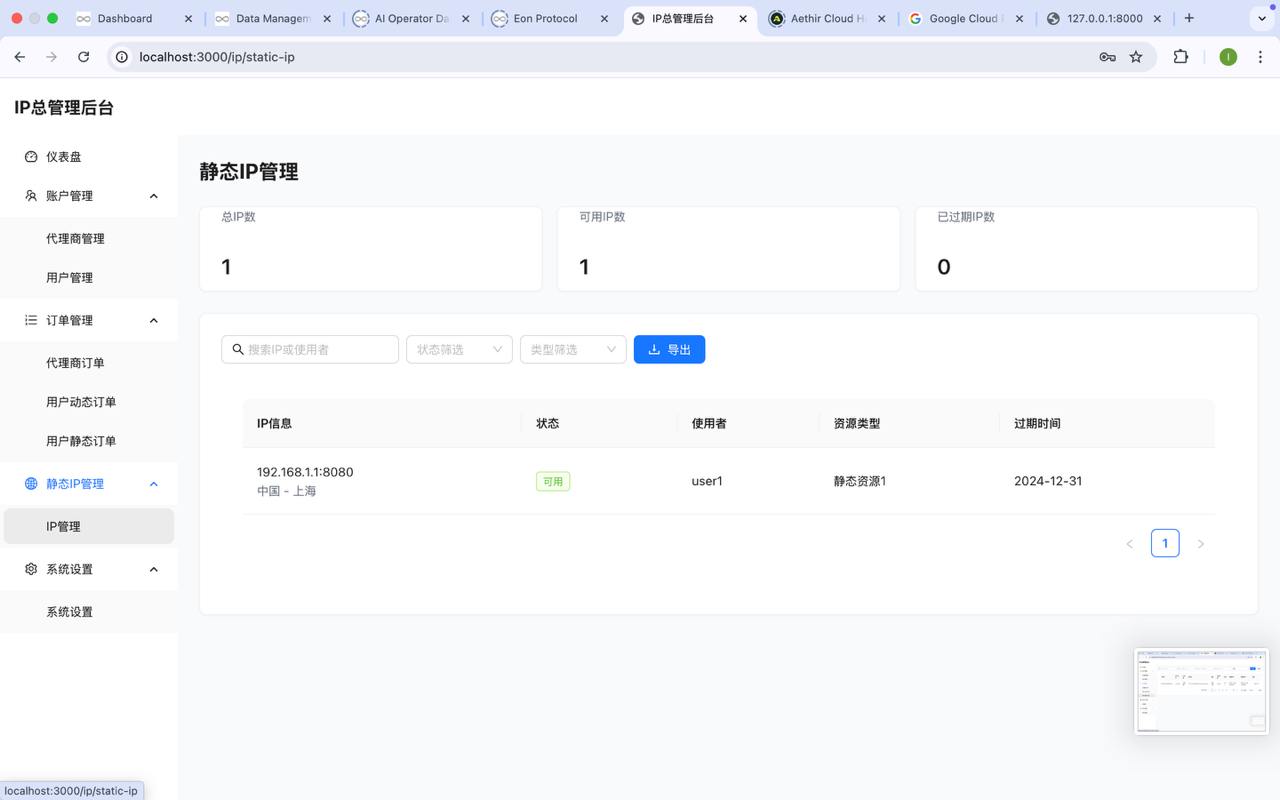 Dashboard
Data Managem
AI Operator Da
Eon Protocol
IP总管理后台
Aethir Cloud H
Google Cloud
127.0.0.1:8000
localhost:3000/ip/static-ip
I
IP总管理后台
仪表盘
账户管理
代理商管理
用户管理
订单管理
代理商订单
用户动态订单
用户静态订单
静态IP管理
IP管理
系统设置
系统设置
静态IP管理
总IP数
1
可用IP数
1
已过期IP数
0
搜索IP或使用者
状态筛选
类型筛选
导出
IP信息
状态
使用者
资源类型
过期时间
192.168.1.1:8080
中国 - 上海
可用
user1
静态资源1
2024-12-31
1
localhost:3000/ip/static-ip